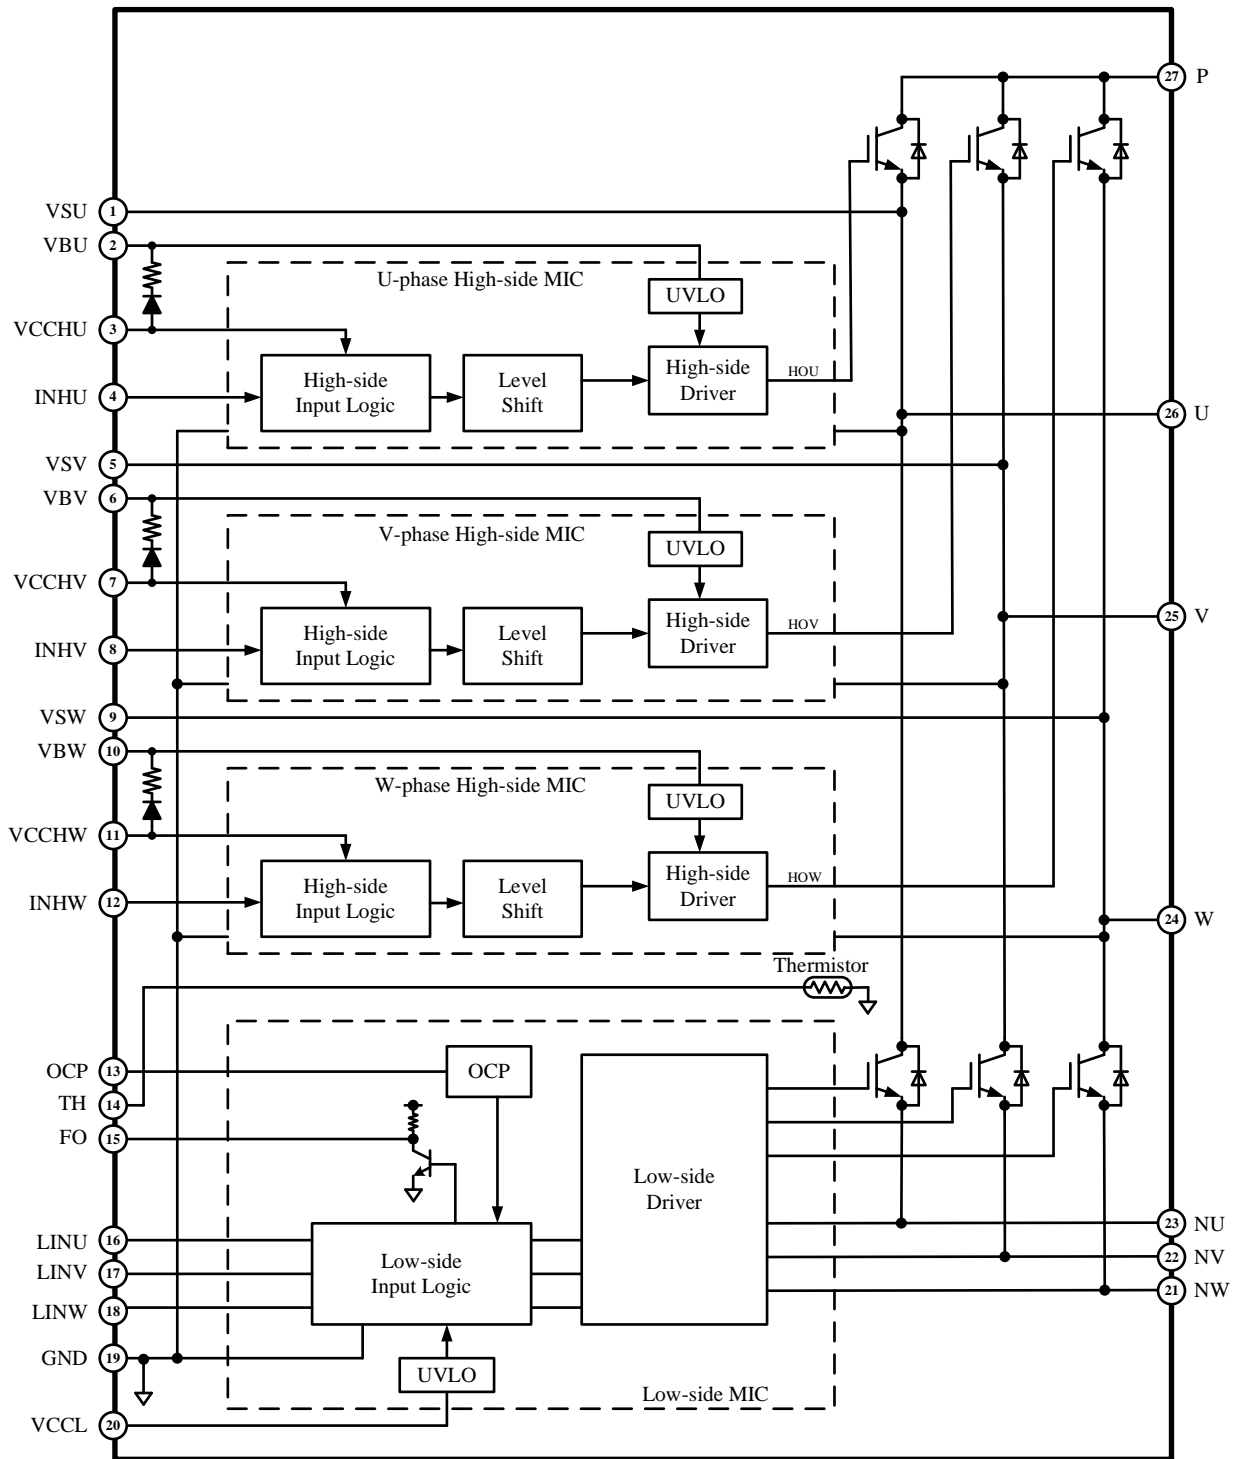 27 P
VSU 1
VBU 2
U-phase High-side MIC
UVLO
VCCHU 3
High-side
Input Logic
Level
Shift
High-side
Driver
HOU
INHU 4
26 U
VSV 5
VBV 6
V-phase High-side MIC
UVLO
VCCHV 7
High-side
Input Logic
Level
Shift
High-side
Driver
HOV
25 V
INHV 8
VSW 9
VBW 10
W-phase High-side MIC
UVLO
VCCHW 11
High-side
Input Logic
Level
Shift
High-side
Driver
HOW
INHW 12
24 W
Thermistor
OCP 13
OCP
TH 14
FO 15
Low-side
Driver
23 NU
LINU 16
Low-side
Input Logic
22 NV
LINV 17
21 NW
LINW 18
GND 19
UVLO
Low-side MIC
VCCL 20